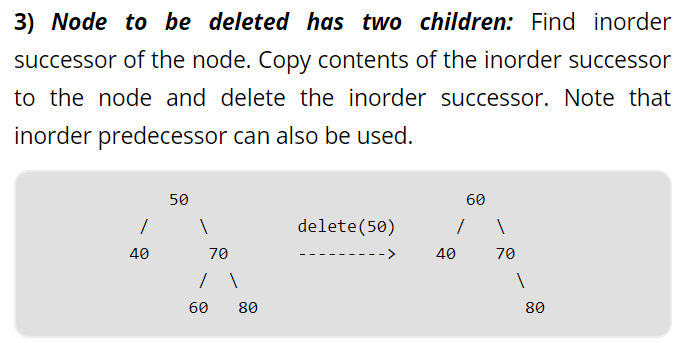 3) Node to be deleted has two children: Find inorder
successor of the node. Copy contents of the inorder successor
to the node and delete the inorder successor. Note that
inorder predecessor can also be used.
50 60
/ \ delete(50) / \
40 70 ---------> 40 70
/ \ \
60 80 80